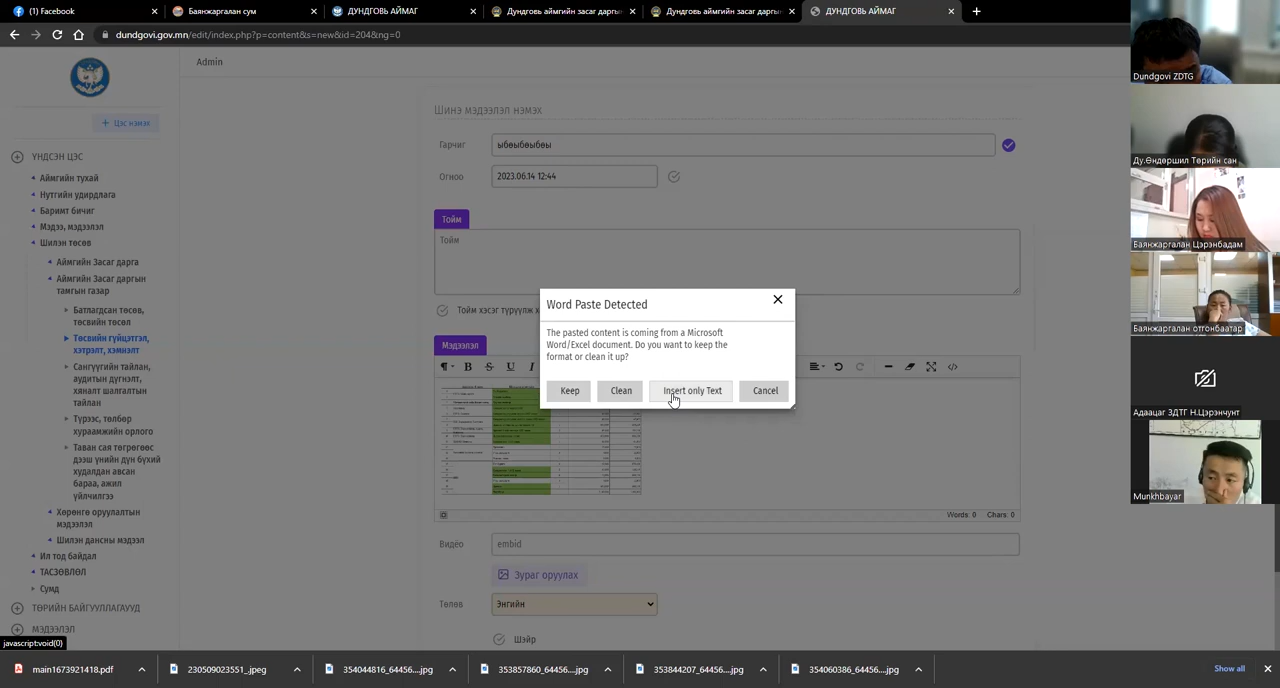 (1) Facebook
Баянжаргалан сум
ДУНДГОВЬ АЙМАГ
Дундговь аймгийн засаг даргын
Дундговь аймгийн засаг даргын
ДУНДГОВЬ АЙМАГ
dundgovi.gov.mn/edit/index.php?p=content&s=new&id=204&ng=0
Admin
+ Цэс нэмэх
ҮНДСЭН ЦЭС
Аймгийн тухай
Нутгийн удирдлага
Баримт бичиг
Мэдээ, мэдээлэл
Шилэн төсөв
Аймгийн Засаг дарга
Аймгийн Засаг даргын
тамгын газар
Батлагдсан төсөв,
төсвийн төсөл
Төсвийн гүйцэтгэл,
хэтрэлт, хэмнэлт
Сангүүгийн тайлан,
аудитын дүгнэлт,
хяналт шалгалтын
тайлан
Түрээс, төлбөр
хураамжийн орлого
Таван сая төгрөгөөс
дээш үнийн дүн бүхий
худалдан авсан
бараа, ажил
үйлчилгээ
Хөрөнгө оруулалтын
мэдээлэл
Шилэн дансны мэдээл
Ил тод байдал
ТАСЗӨВЛӨЛ
Сумд
ТӨРИЙН БАЙГУУЛЛАГАУУД
МЭДЭЭЛЭЛ
javascript:void(0)
Шинэ мэдээлэл нэмэх
Гарчиг
ыбөыбөыбөы
Огноо
2023.06.14 12:44
Тойм
Тойм
Тойм хэсэг түрүүлж х
Word Paste Detected
The pasted content is coming from a Microsoft
Word/Excel document. Do you want to keep the
format or clean it up?
Keep
Clean
Insert only Text
Cancel
Мэдээлэл
Words: 0
Chars: 0
Видёо
embid
Зураг оруулах
Төлөв
Энгийн
Шэйр
Dundgovi ZDTG
Ду.Өндөршил Төрийн сан
Баянжаргалан Цэрэнбадам
Баянжаргалан отгонбаатар
Адаацаг ЗДТГ Н.Цэрэнчунт
Munkhbayar
main1673921418.pdf
230509023551_.jpeg
354044816_64456....jpg
353857860_64456....jpg
353844207_64456....jpg
354060386_64456....jpg
Show all